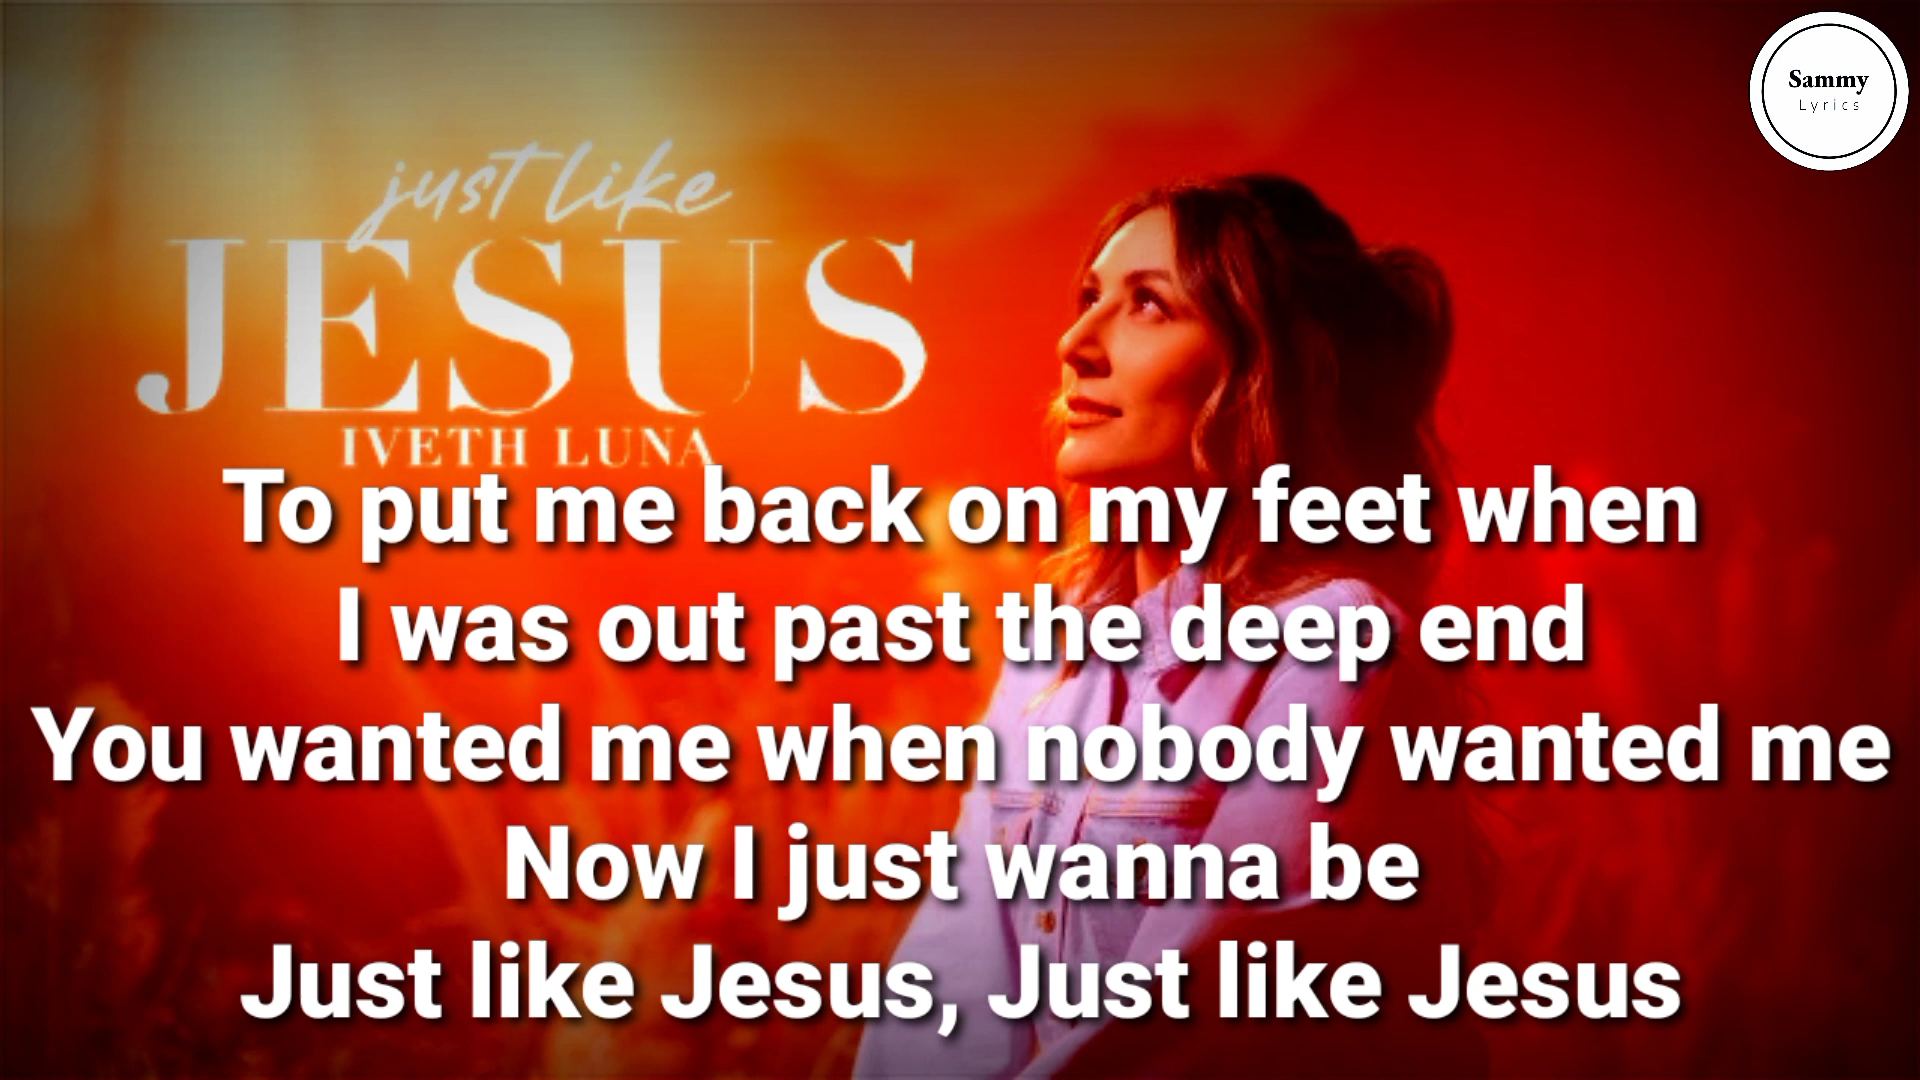 Sammy
Lyrics
just like
JESUS
IVETH LUNA
To put me back on my feet when
I was out past the deep end
You wanted me when nobody wanted me
Now I just wanna be
Just like Jesus, Just like Jesus